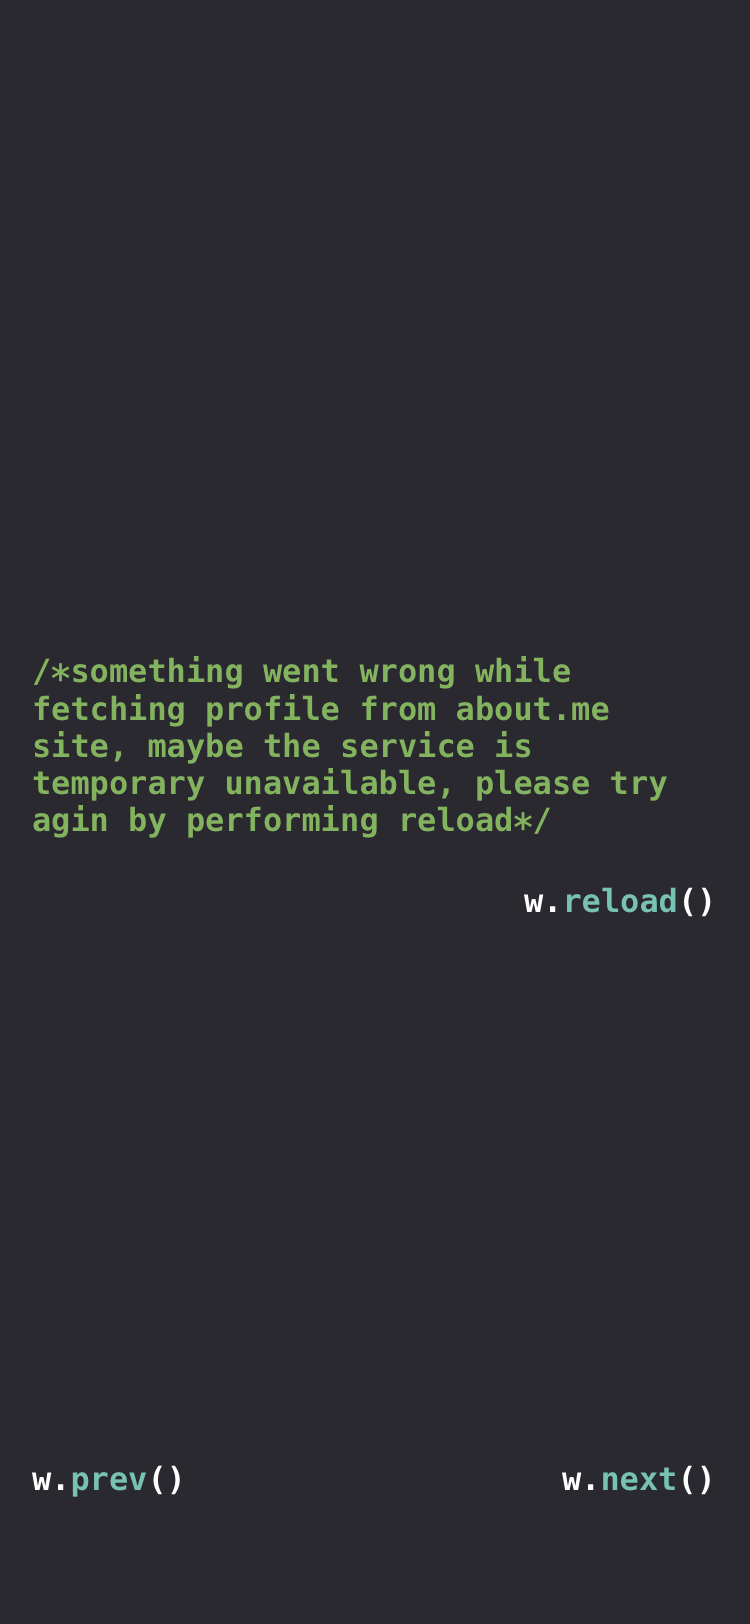 /*something went wrong while
fetching profile from about.me
site, maybe the service is
temporary unavailable, please try
agin by performing reload*/
w.reload()
w.prev()
w.next()